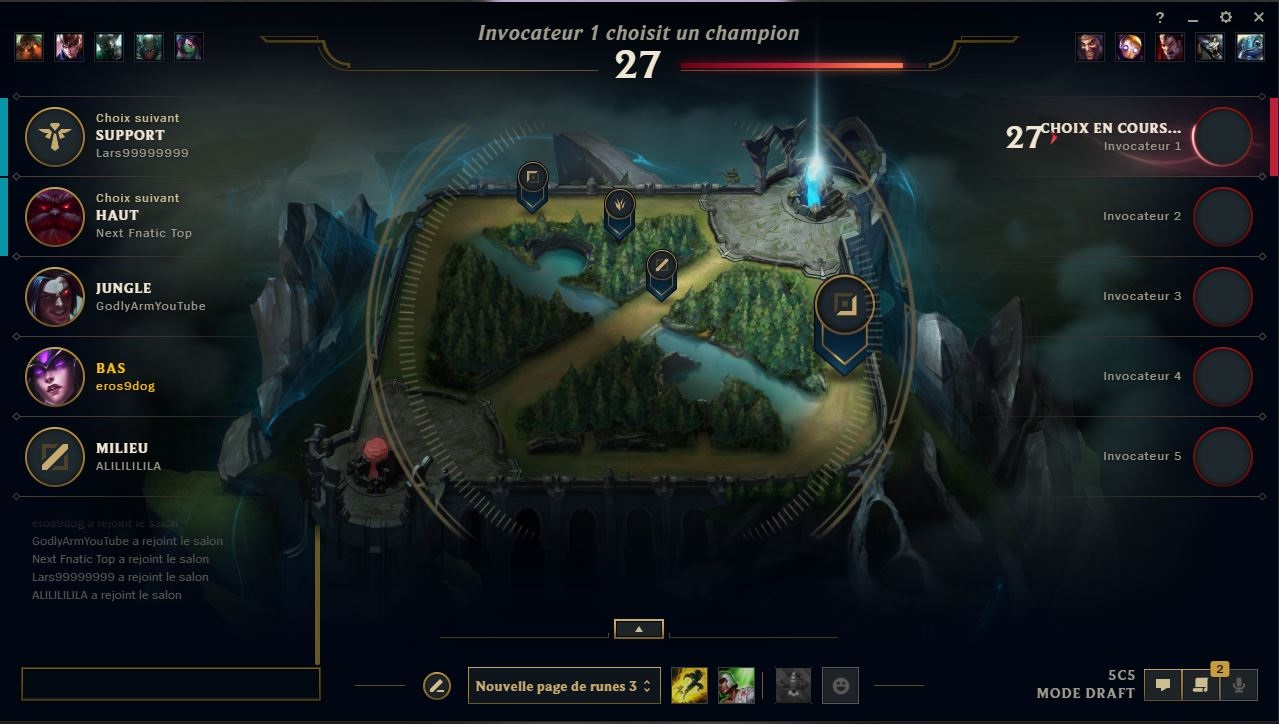 ?
Invocateur 1 choisit un champion
27
Choix suivant
SUPPORT
Lars99999999
Choix suivant
HAUT
Next Fnatic Top
JUNGLE
GodlyArmYouTube
BAS
eros9dog
MILIEU
ALILILILILA
27
CHOIX EN COURS...
Invocateur 1
Invocateur 2
Invocateur 3
Invocateur 4
Invocateur 5
eros9dog a rejoint le salon
GodlyArmYouTube a rejoint le salon
Next Fnatic Top a rejoint le salon
Lars99999999 a rejoint le salon
ALILILILILA a rejoint le salon
Nouvelle page de runes 3
5C5
MODE DRAFT
2